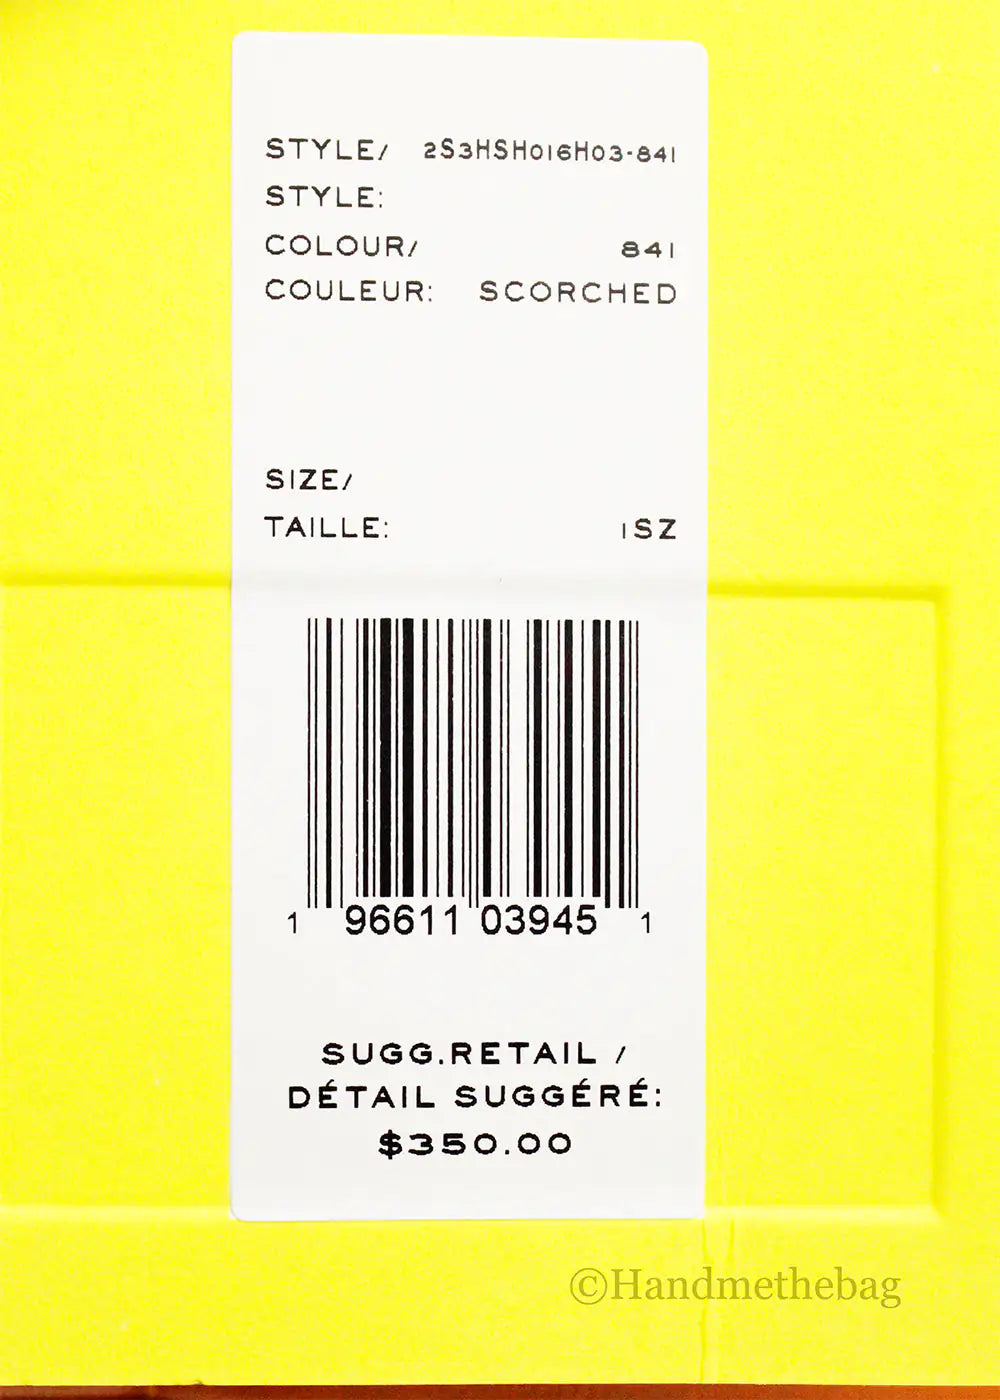 STYLE/ 2S3HSH016H03-841
STYLE:
COLOUR/ 841
COULEUR: SCORCHED
SIZE/
TAILLE: 1SZ
1 96611 03945 1
SUGG.RETAIL /
DÉTAIL SUGGÉRÉ:
$350.00
©Handmethebag